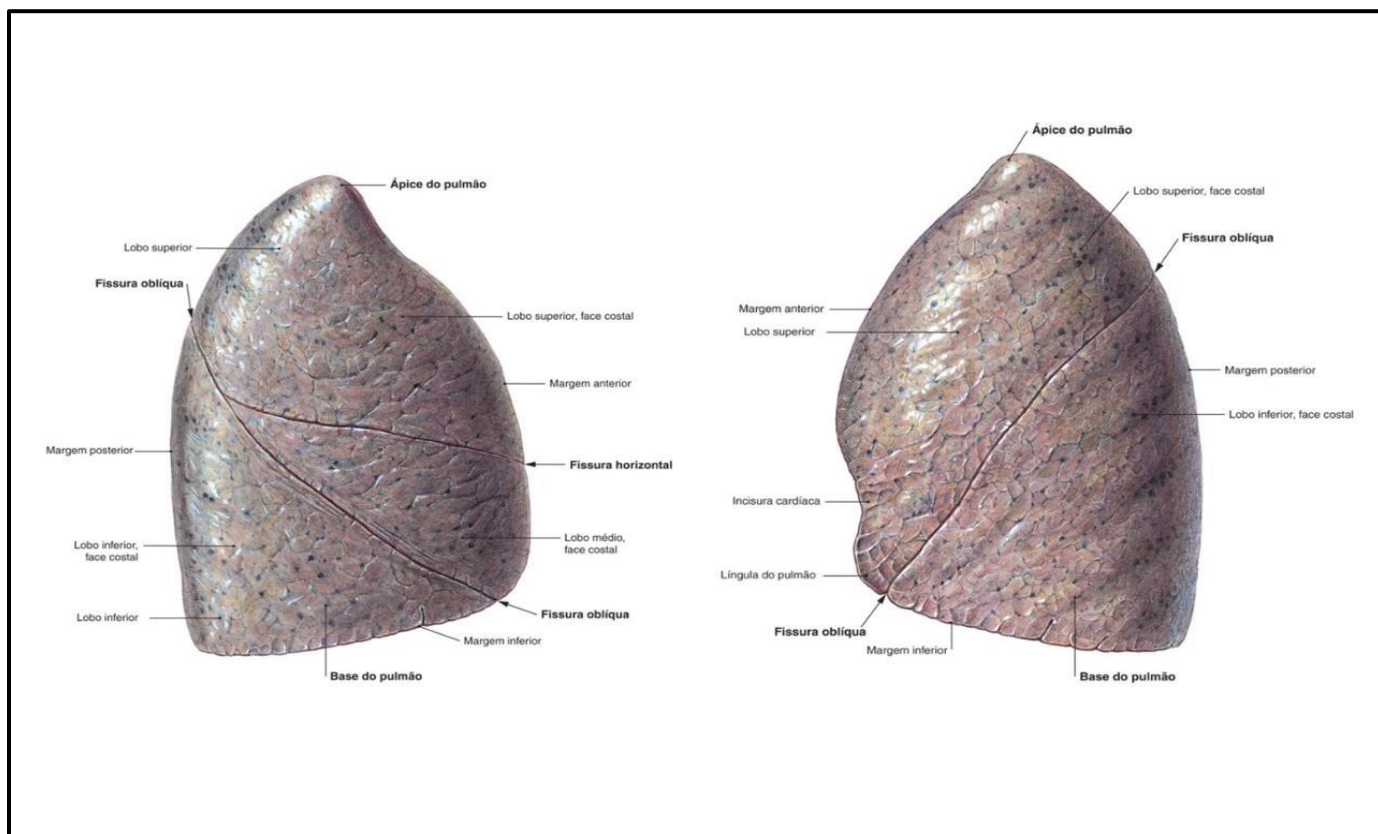 Ápice do pulmão
Lobo superior
Fissura oblíqua
Lobo superior, face costal
Margem anterior
Margem posterior
Fissura horizontal
Lobo inferior,
face costal
Lobo médio,
face costal
Lobo inferior
Fissura oblíqua
Margem inferior
Base do pulmão
Ápice do pulmão
Lobo superior, face costal
Fissura oblíqua
Margem anterior
Lobo superior
Margem posterior
Lobo inferior, face costal
Incisura cardíaca
Língula do pulmão
Fissura oblíqua
Margem inferior
Base do pulmão